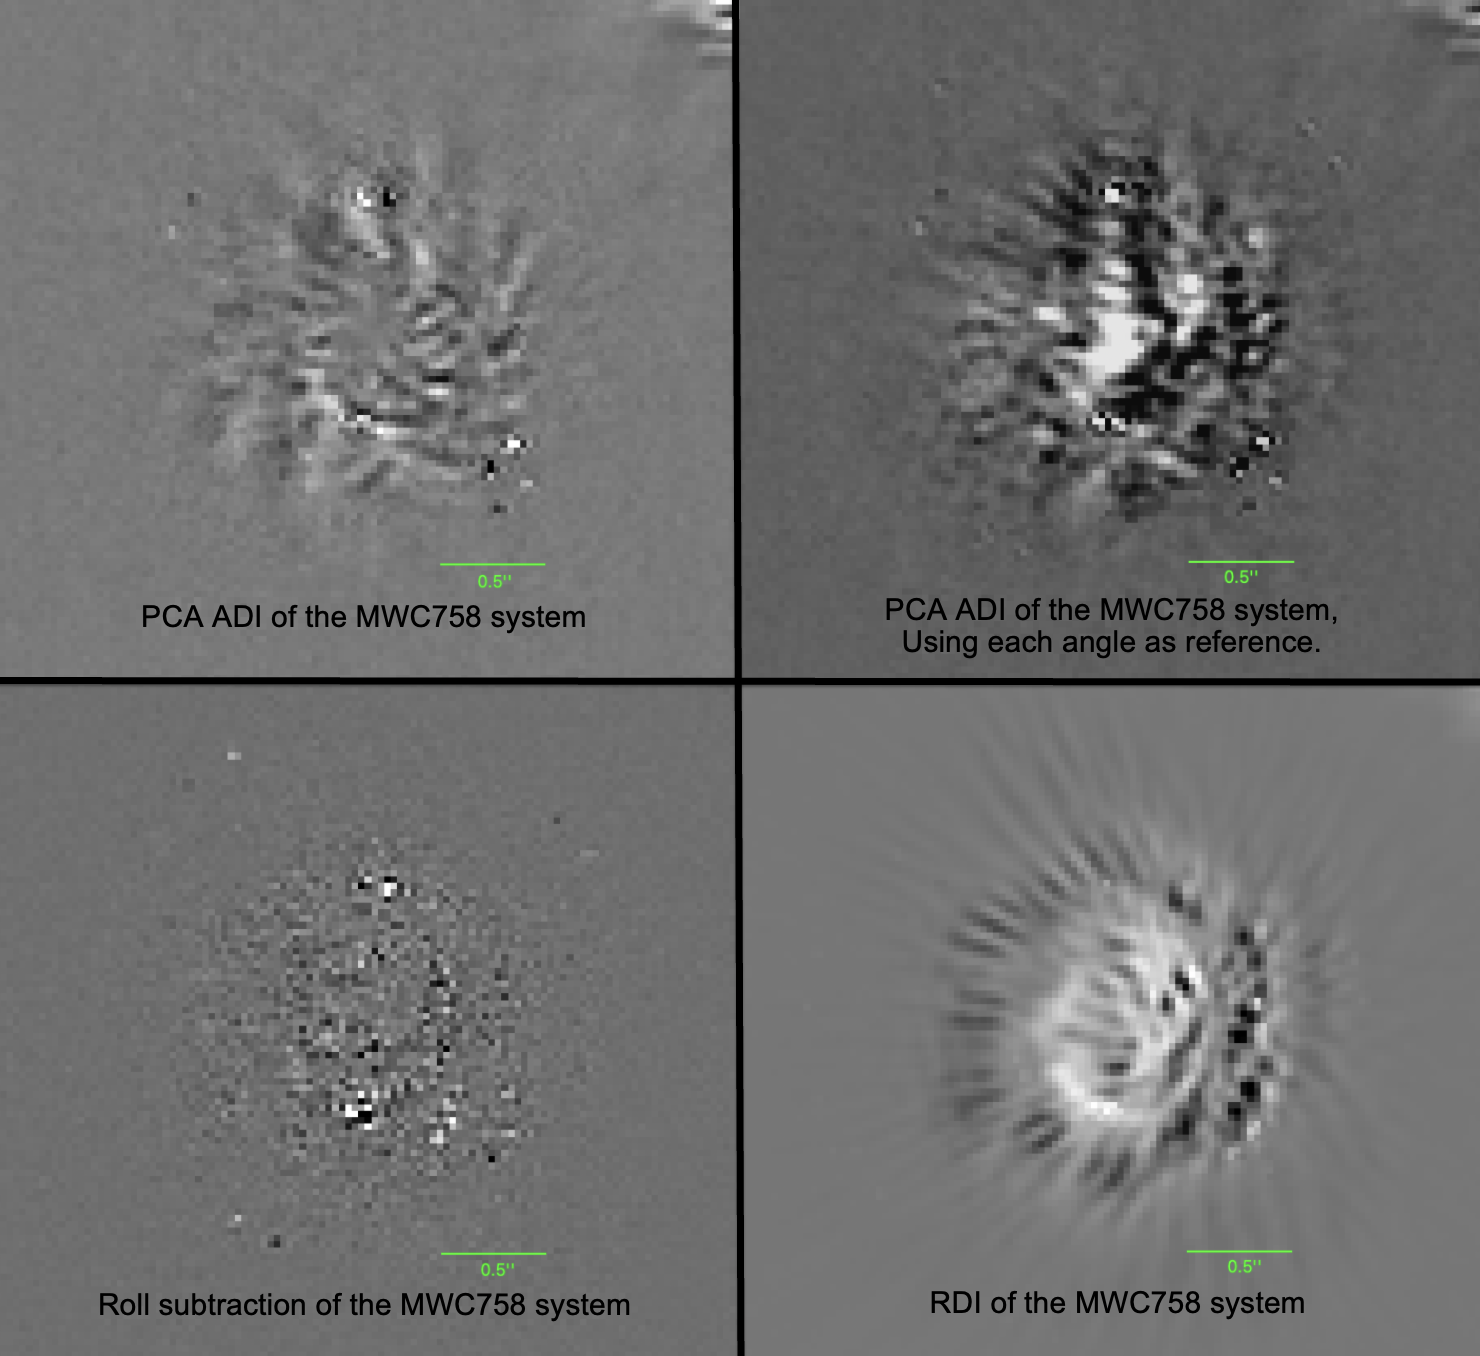 0.5''
PCA ADI of the MWC758 system
0.5''
PCA ADI of the MWC758 system,
Using each angle as reference.
0.5''
Roll subtraction of the MWC758 system
0.5''
RDI of the MWC758 system